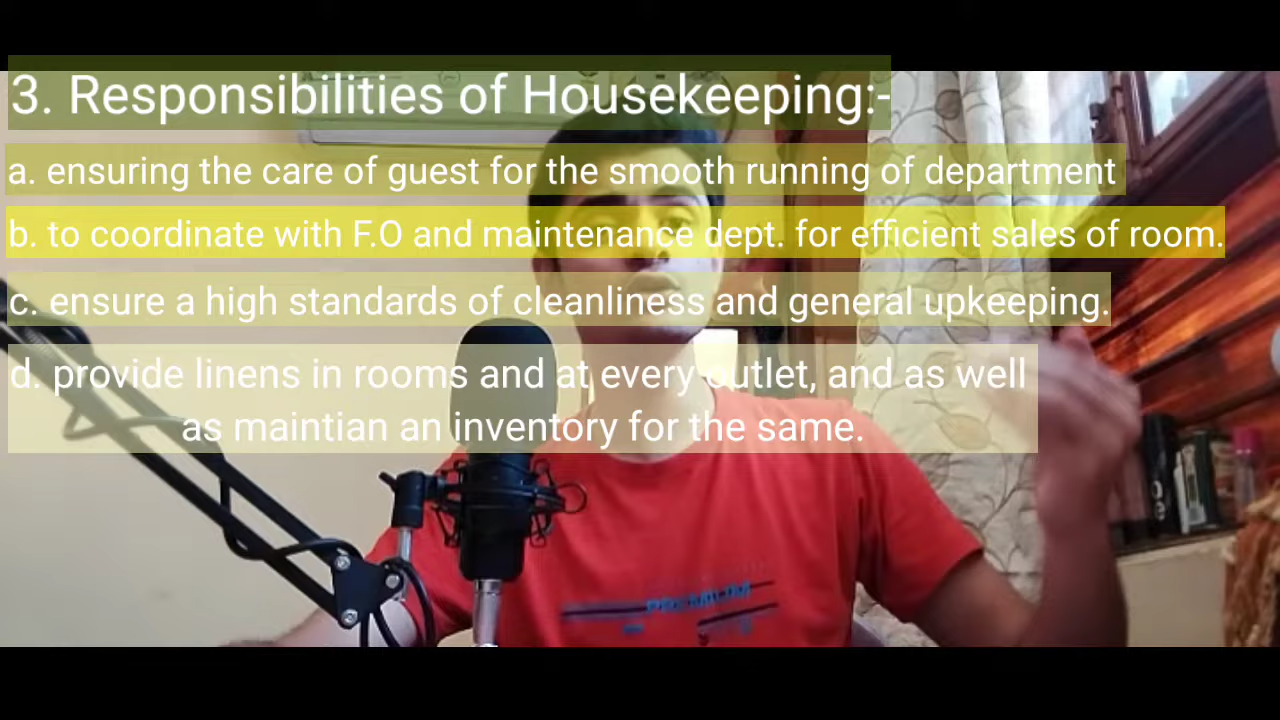 3. Responsibilities of Housekeeping:-
a. ensuring the care of guest for the smooth running of department
b. to coordinate with F.O and maintenance dept. for efficient sales of room.
c. ensure a high standards of cleanliness and general upkeeping.
d. provide linens in rooms and at every outlet, and as well
as maintian an inventory for the same.